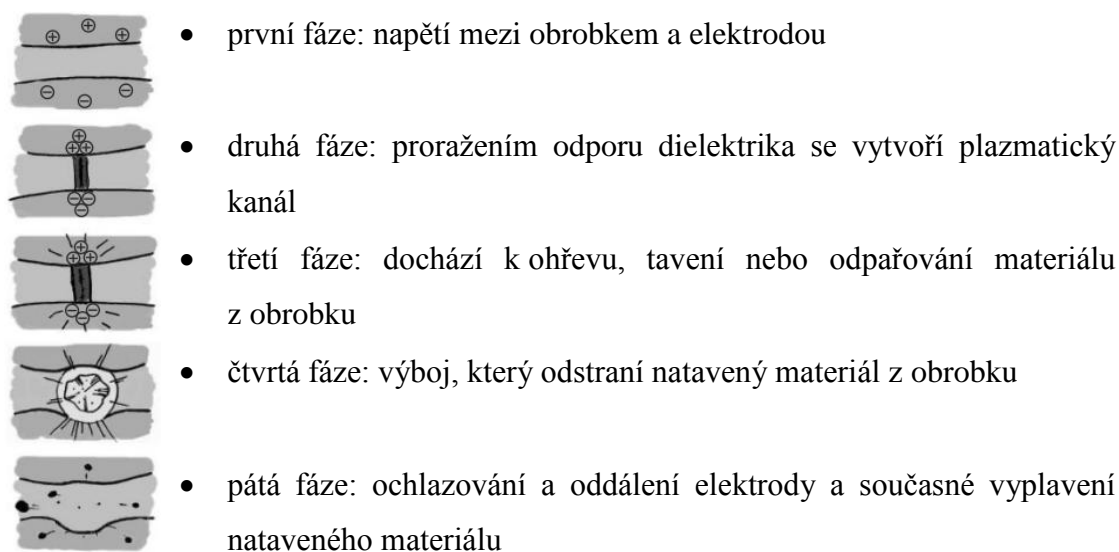 • první fáze: napětí mezi obrobkem a elektrodou
• druhá fáze: proražením odporu dielektrika se vytvoří plazmatický
kanál
• třetí fáze: dochází k ohřevu, tavení nebo odpařování materiálu
z obrobku
• čtvrtá fáze: výboj, který odstraní natavený materiál z obrobku
• pátá fáze: ochlazování a oddálení elektrody a současné vyplavení
nataveného materiálu